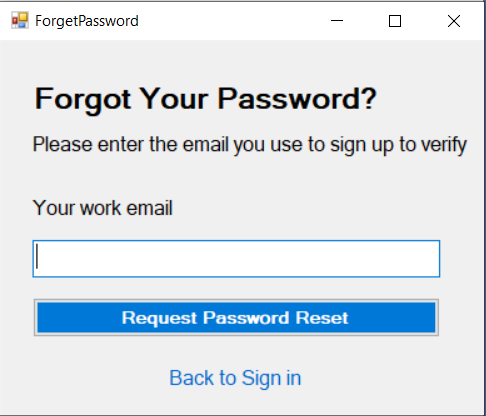 ForgetPassword
Forgot Your Password?
Please enter the email you use to sign up to verify
Your work email
Request Password Reset
Back to Sign in